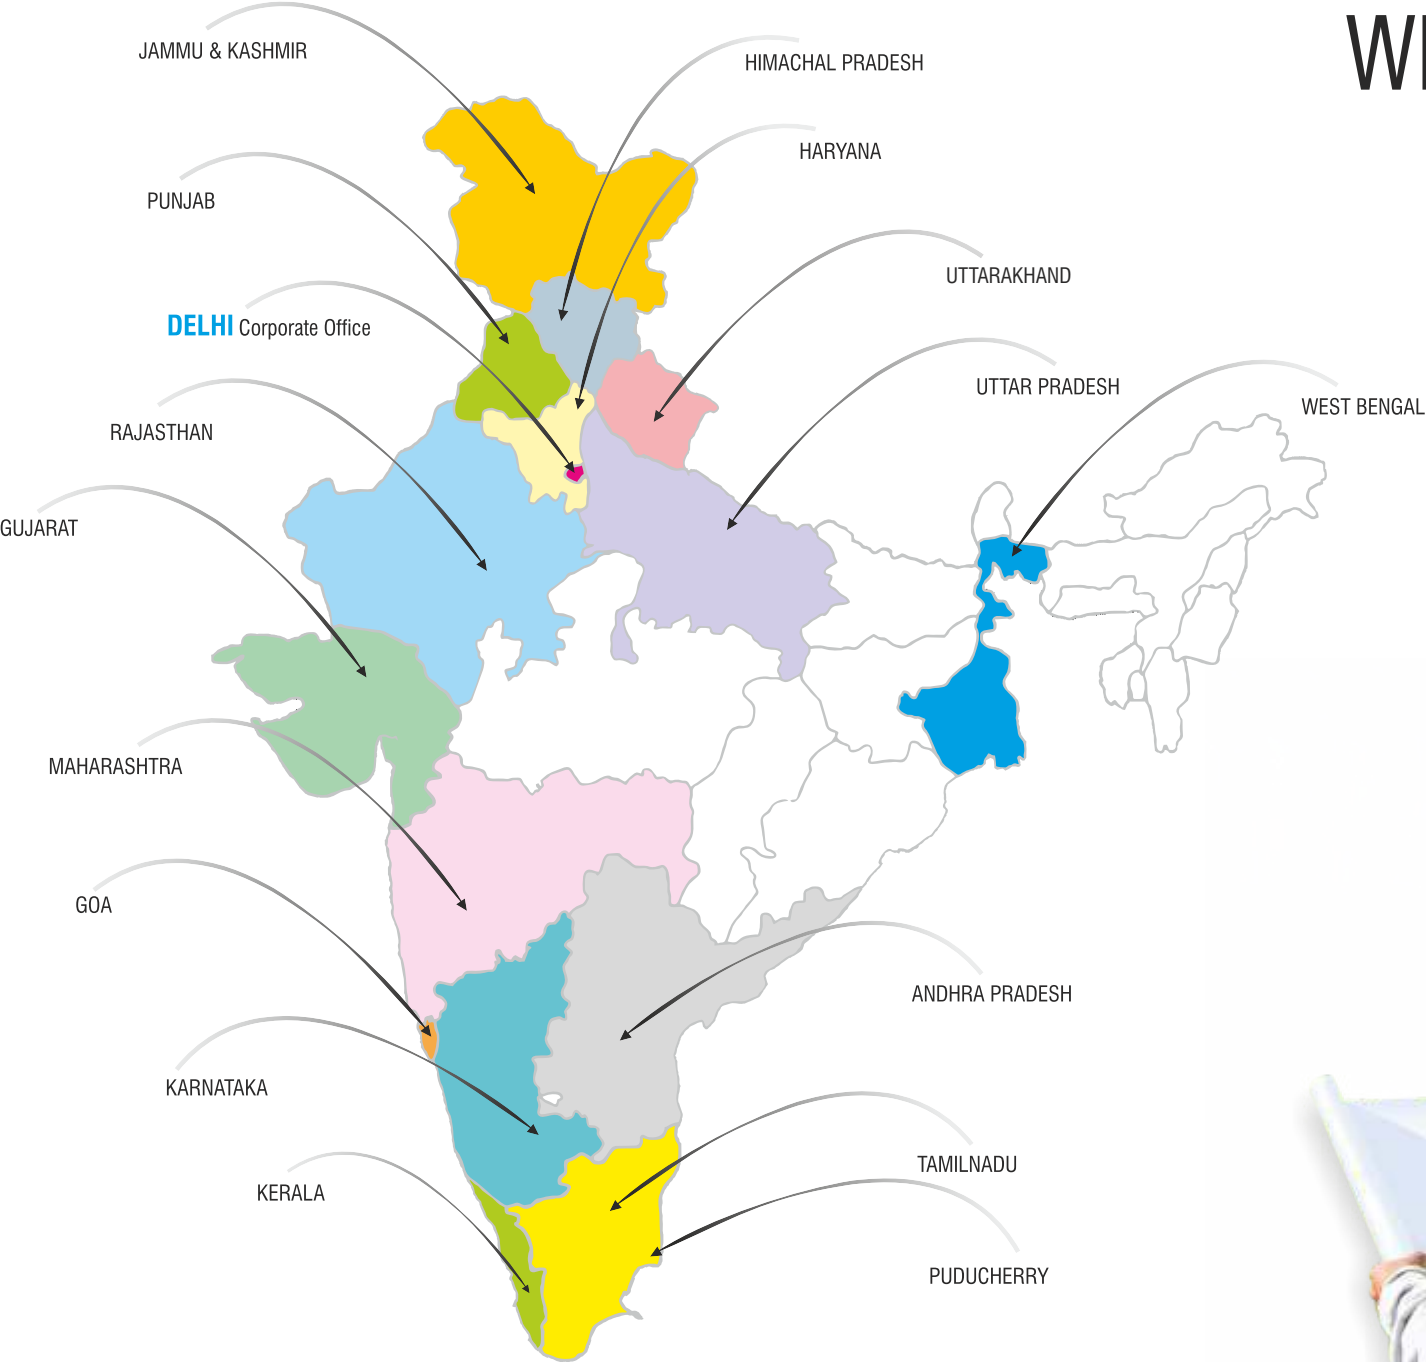 JAMMU & KASHMIR
HIMACHAL PRADESH
HARYANA
PUNJAB
UTTARAKHAND
DELHI Corporate Office
UTTAR PRADESH
WEST BENGAL
RAJASTHAN
GUJARAT
MAHARASHTRA
GOA
ANDHRA PRADESH
KARNATAKA
TAMILNADU
KERALA
PUDUCHERRY